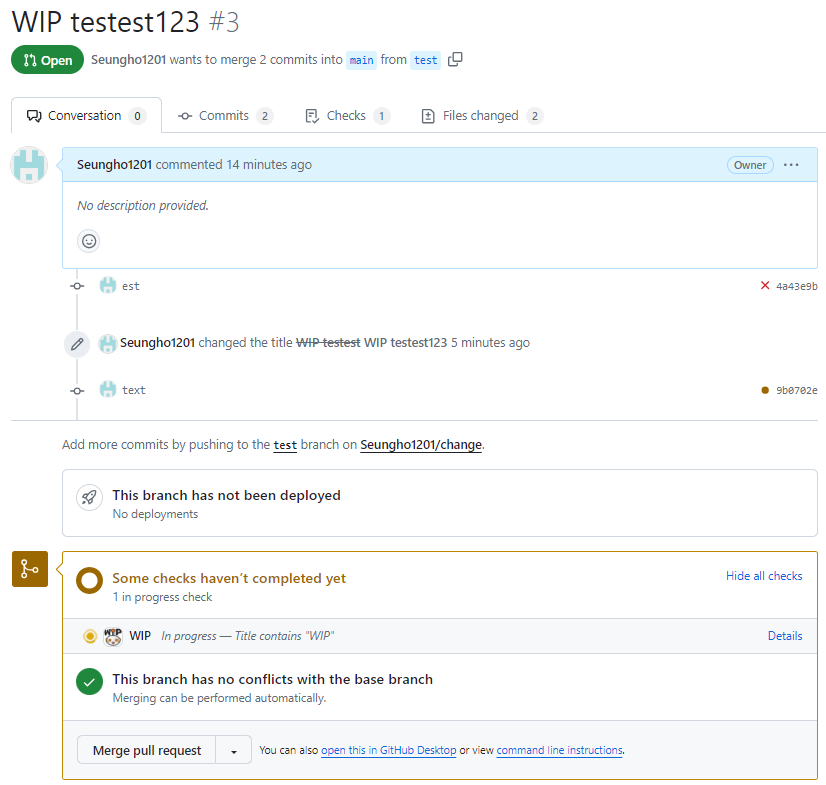 WIP testest123 #3
Open Seungho1201 wants to merge 2 commits into main from test
Conversation 0 Commits 2 Checks 1 Files changed 2
Seungho1201 commented 14 minutes ago Owner ...
No description provided.
est 4a43e9b
Seungho1201 changed the title WIP testest WIP testest123 5 minutes ago
text 9b0702e
Add more commits by pushing to the test branch on Seungho1201/change.
This branch has not been deployed
No deployments
Some checks haven't completed yet Hide all checks
1 in progress check
WIP WIP In progress — Title contains "WIP" Details
This branch has no conflicts with the base branch
Merging can be performed automatically.
Merge pull request You can also open this in GitHub Desktop or view command line instructions.